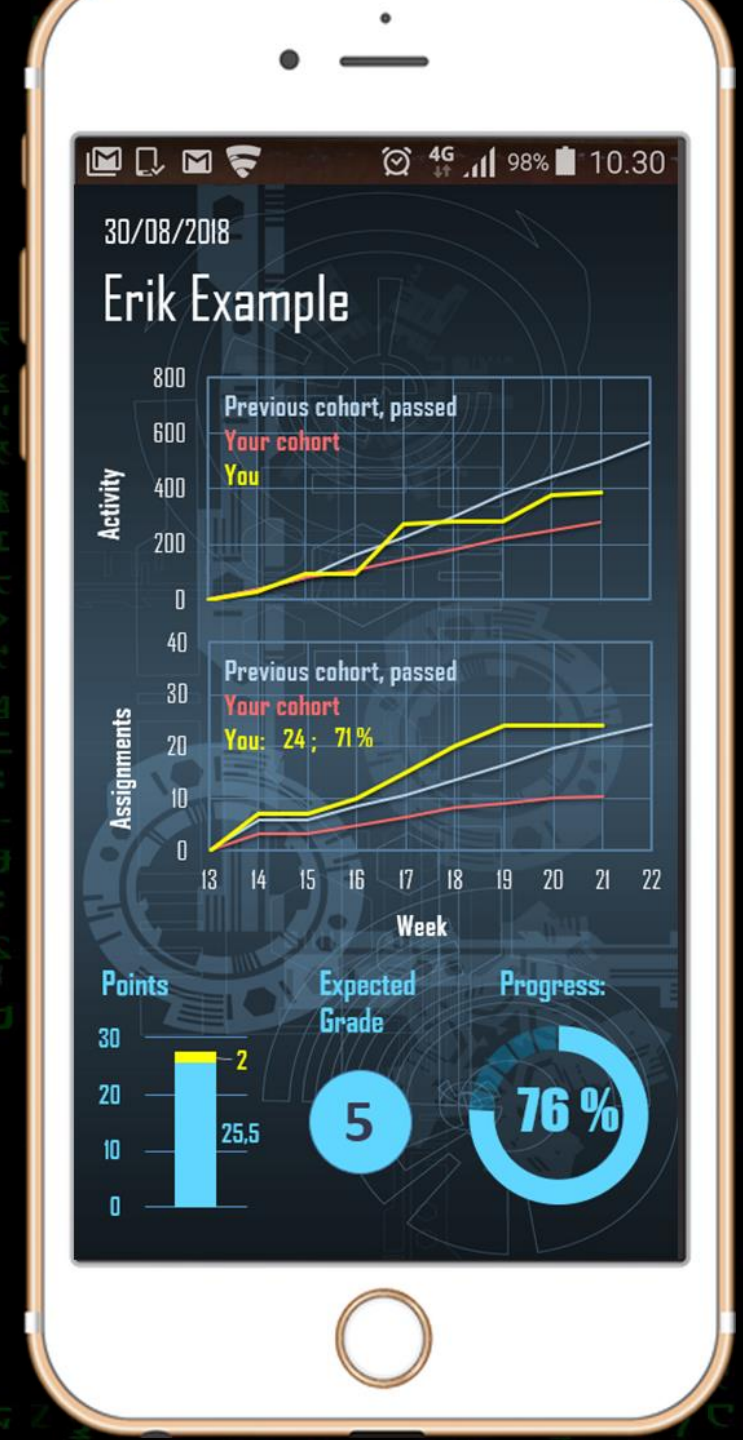 4G 98% 10.30
30/08/2018
Erik Example
800
600
400
200
0
Activity
Previous cohort, passed
Your cohort
You
40
30
20
10
0
Assignments
Previous cohort, passed
Your cohort
You: 24 ; 71 %
13 14 15 16 17 18 19 20 21 22
Week
Points
30
20
10
0
2
25,5
Expected
Grade
5
Progress:
76 %